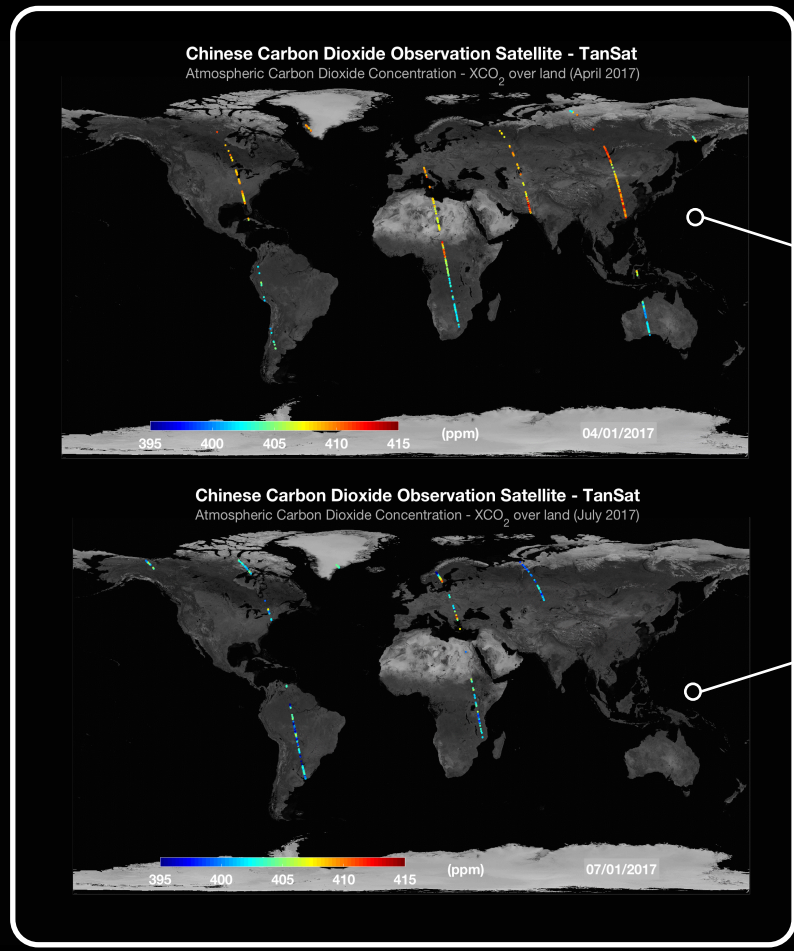 Chinese Carbon Dioxide Observation Satellite - TanSat
Atmospheric Carbon Dioxide Concentration - XCO2 over land (April 2017)
395 400 405 410 415 (ppm) 04/01/2017
Chinese Carbon Dioxide Observation Satellite - TanSat
Atmospheric Carbon Dioxide Concentration - XCO2 over land (July 2017)
395 400 405 410 415 (ppm) 07/01/2017